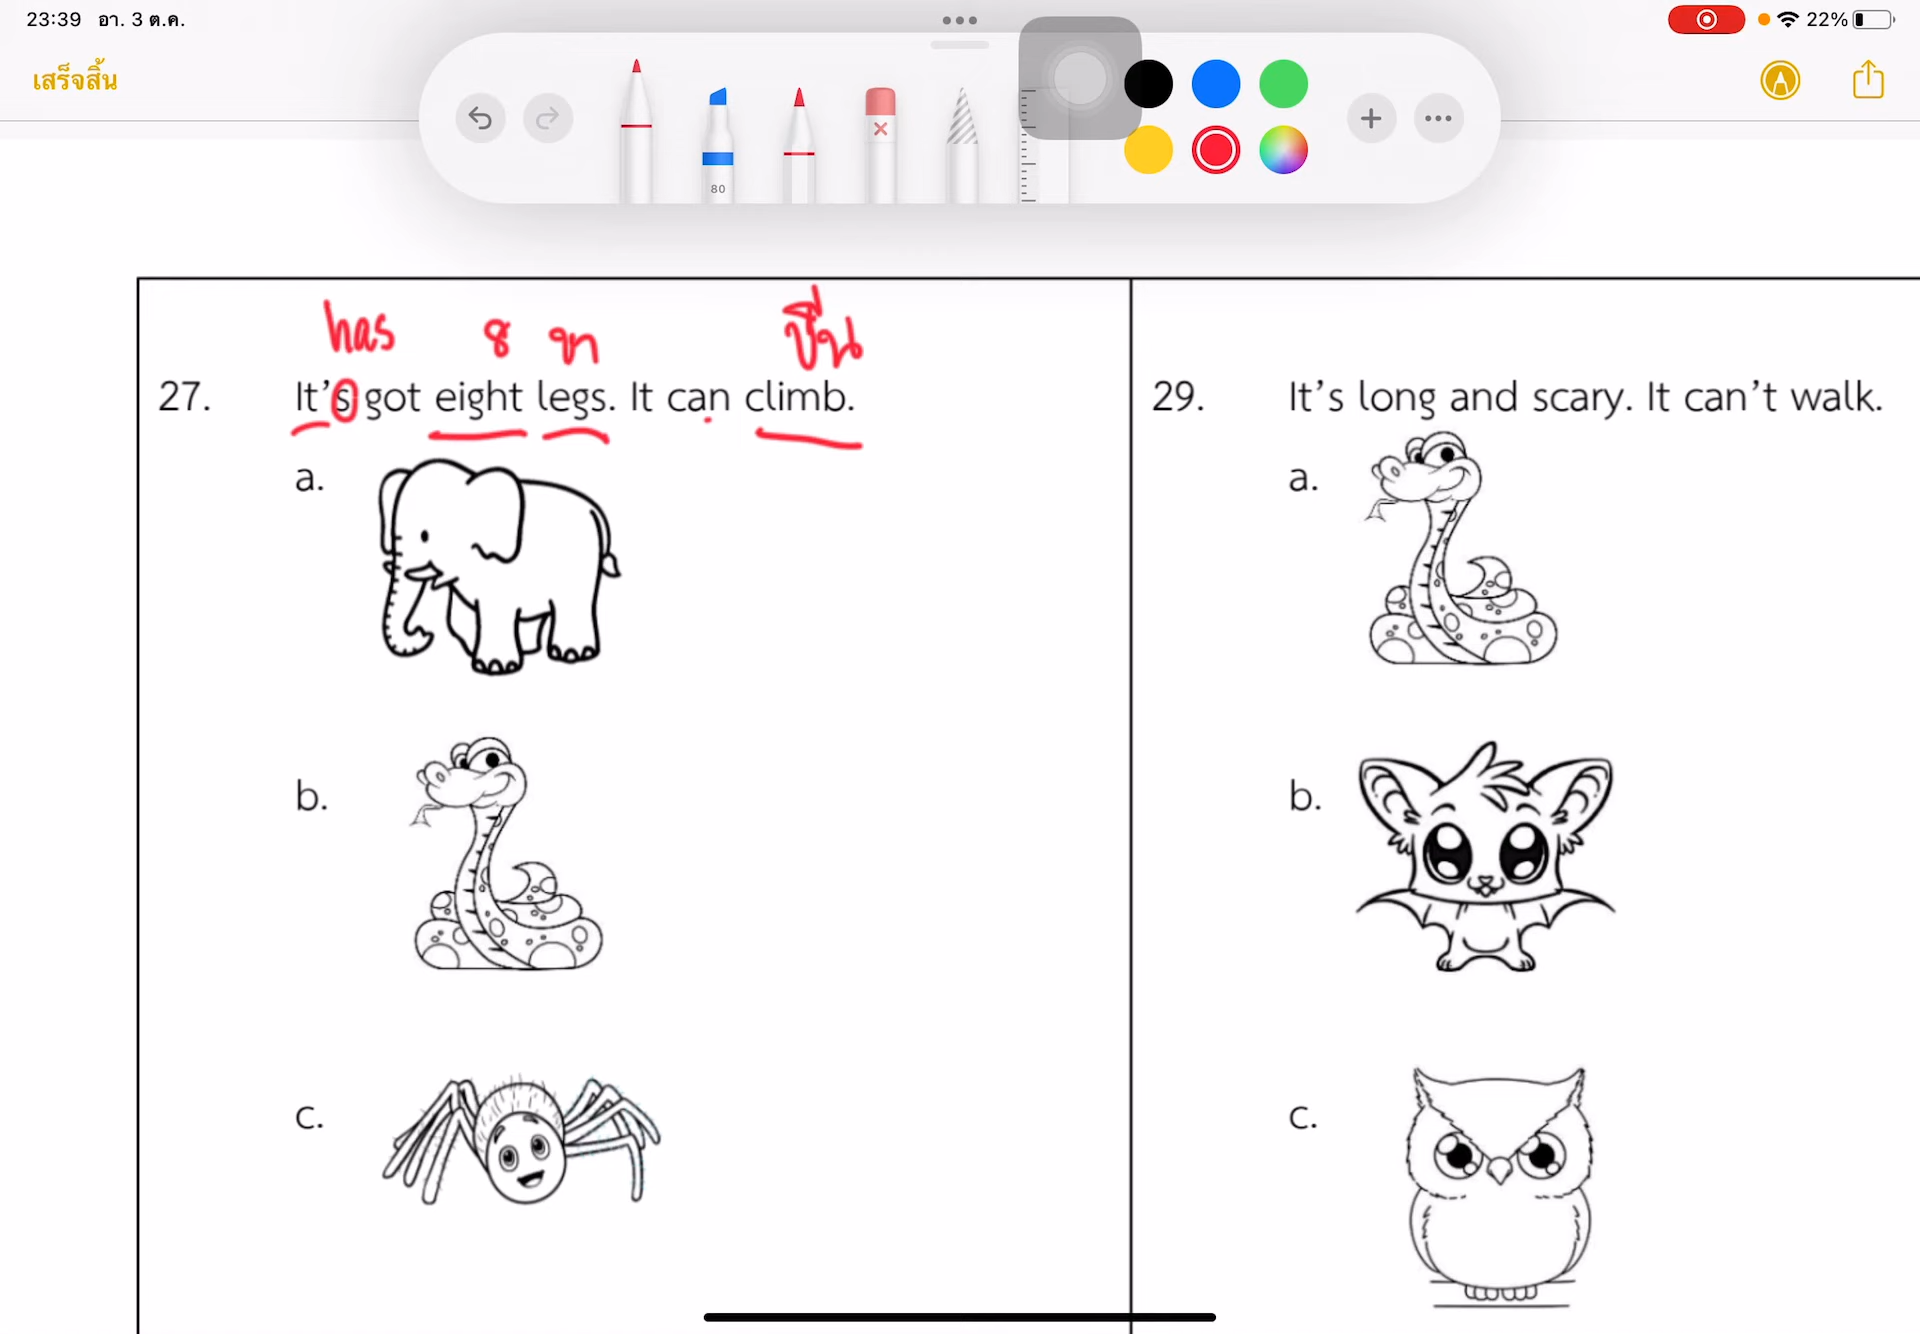 23:39 อา. 3 ต.ค.
22%
เสร็จสิ้น
80
has 8 ขา ปีน
27. It's got eight legs. It can climb.
a.
b.
c.
29. It's long and scary. It can't walk.
a.
b.
c.